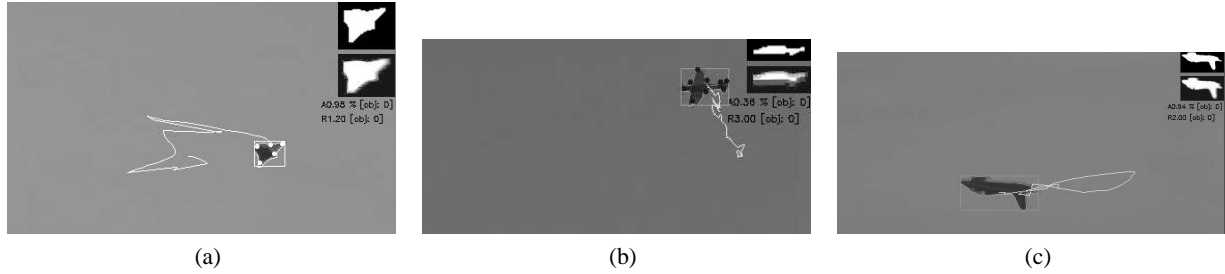 A0.98 % [obj: 0]
R1.20 [obj: 0]
A0.36 % [obj: 0]
R3.00 [obj: 0]
A0.94 % [obj: 0]
R2.00 [obj: 0]
(a)
(b)
(c)